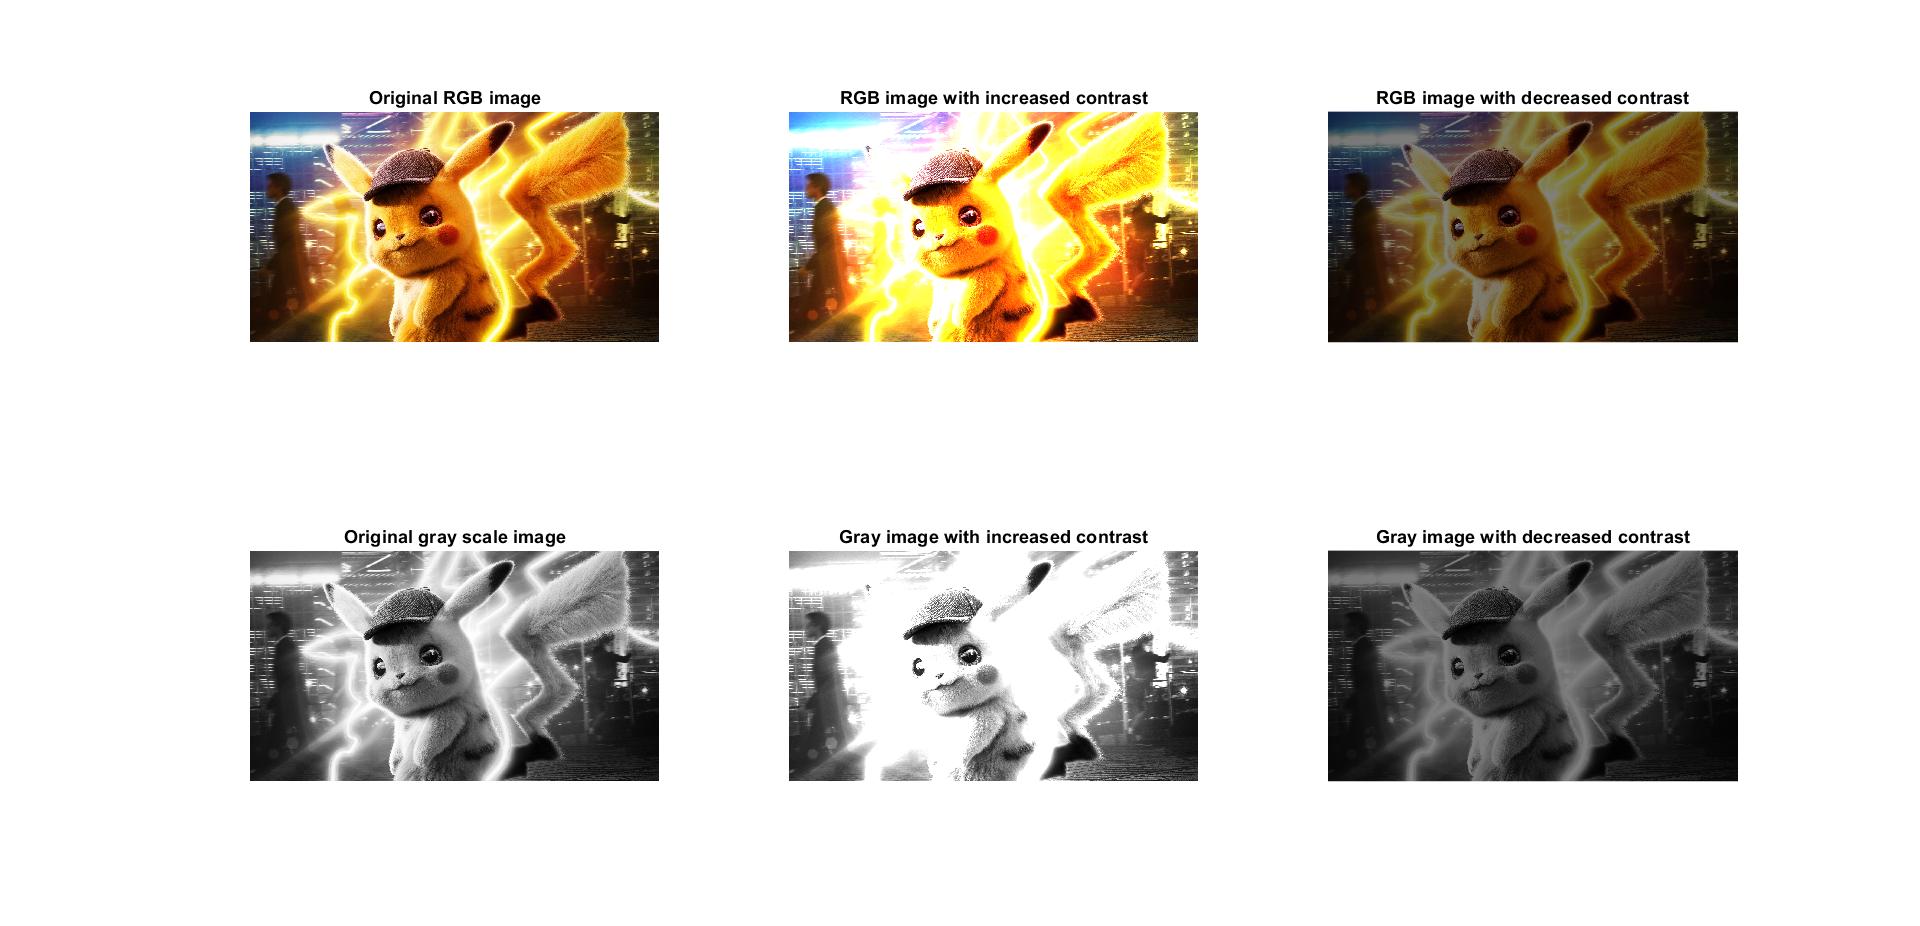 Original RGB image
RGB image with increased contrast
RGB image with decreased contrast
Original gray scale image
Gray image with increased contrast
Gray image with decreased contrast